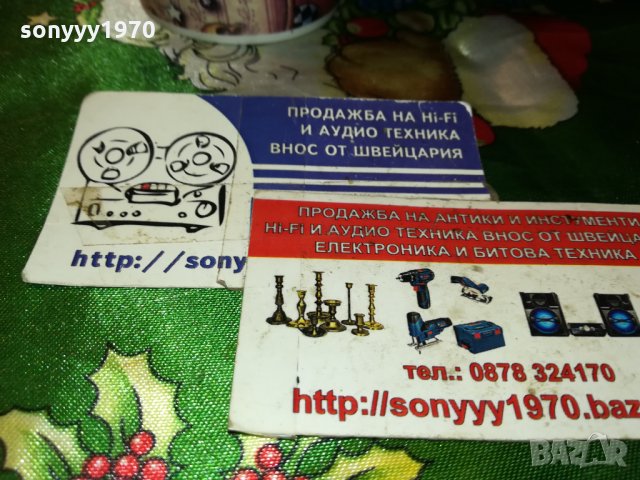 sonyyy1970
sonyyy1970
ПРОДАЖБА НА Hi-Fi
И АУДИО ТЕХНИКА
ВНОС ОТ ШВЕЙЦАРИЯ
http://sony
ПРОДАЖБА НА АНТИКИ И ИНСТРУМЕНТИ
Hi-Fi И АУДИО ТЕХНИКА ВНОС ОТ ШВЕЙЦА
ЕЛЕКТРОНИКА И БИТОВА ТЕХНИКА
тел.: 0878 324170
http://sonyyy1970.baz
BAZAR